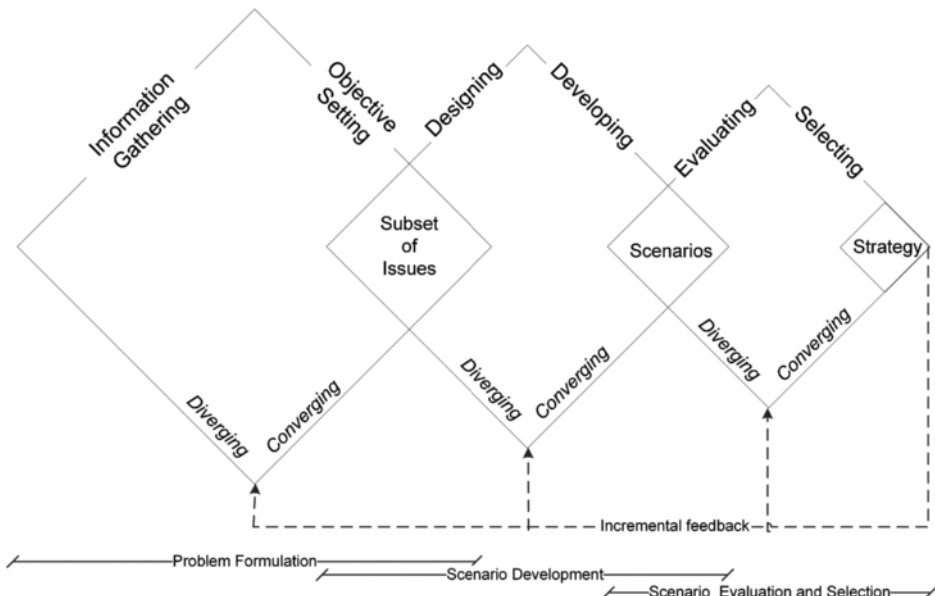 Information
Gathering
Objective
Setting
Designing
Developing
Evaluating
Selecting
Subset
of
Issues
Scenarios
Strategy
Diverging
Converging
Diverging
Converging
Diverging
Converging
Incremental feedback
Problem Formulation
Scenario Development
Scenario Evaluation and Selection